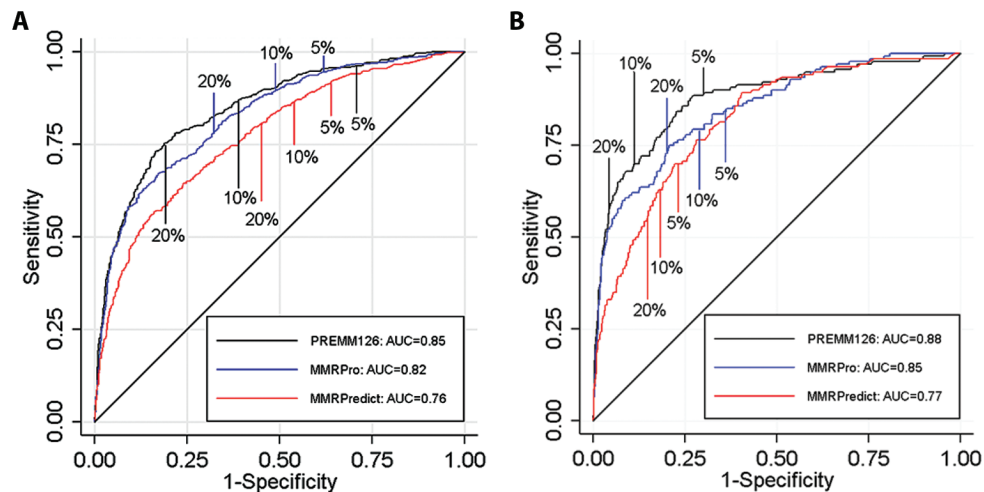 A
Sensitivity
1.00
0.75
0.50
0.25
0.00
20%
10%
5%
5%
5%
10%
10%
20%
20%
PREMM126: AUC=0.85
MMRPro: AUC=0.82
MMRPredict: AUC=0.76
0.00 0.25 0.50 0.75 1.00
1-Specificity
B
Sensitivity
1.00
0.75
0.50
0.25
0.00
10%
5%
20%
20%
5%
10%
5%
10%
20%
PREMM126: AUC=0.88
MMRPro: AUC=0.85
MMRPredict: AUC=0.77
0.00 0.25 0.50 0.75 1.00
1-Specificity